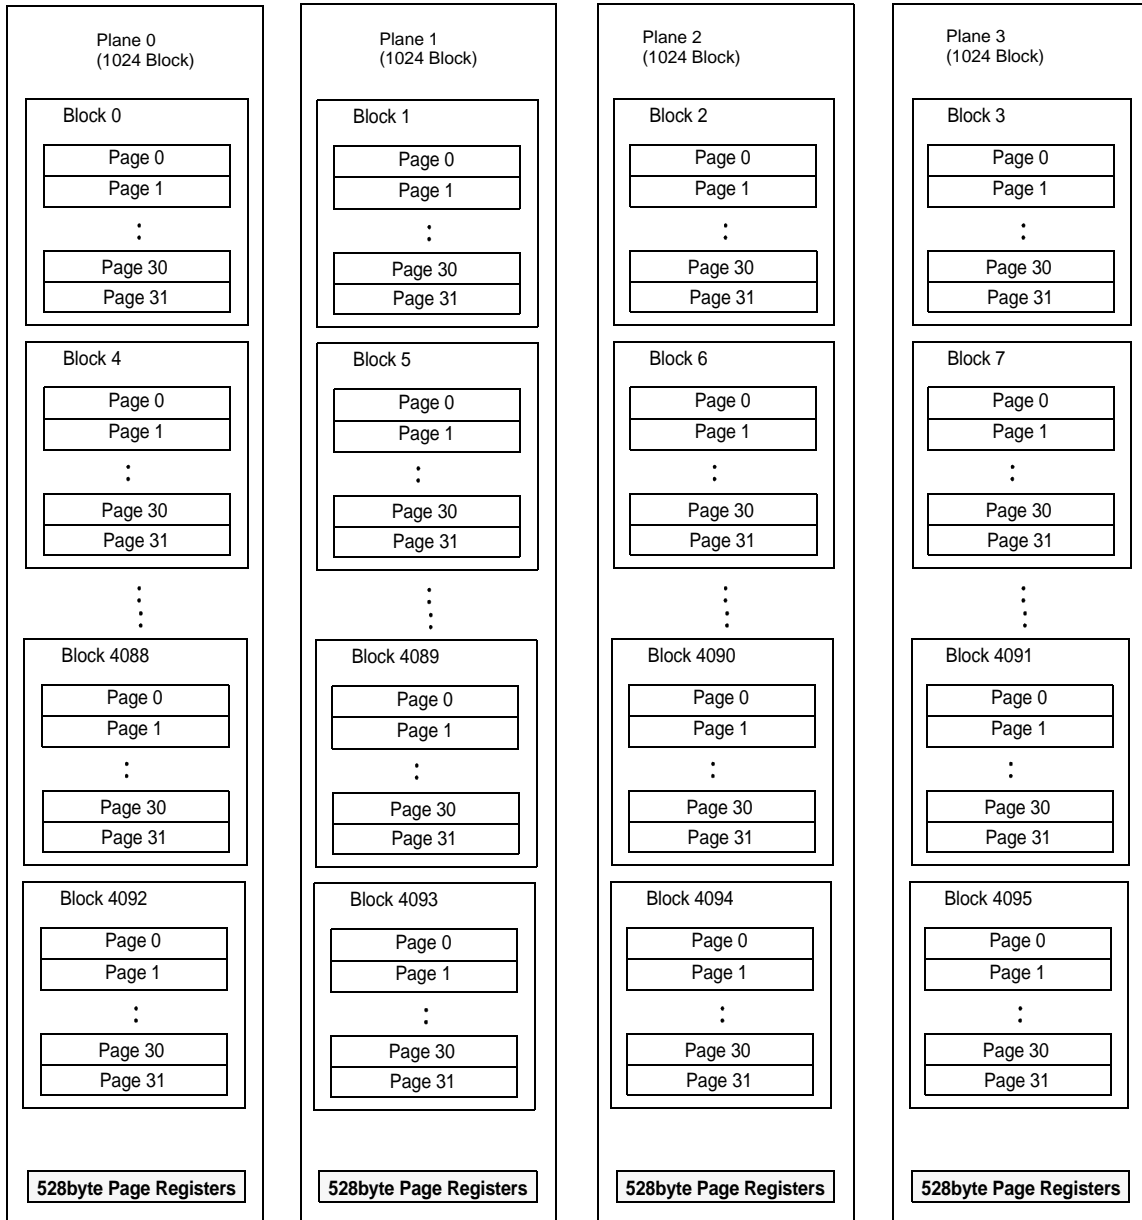 Plane 0
(1024 Block)
Block 0
Page 0
Page 1
Page 30
Page 31
Block 4
Page 0
Page 1
Page 30
Page 31
Block 4088
Page 0
Page 1
Page 30
Page 31
Block 4092
Page 0
Page 1
Page 30
Page 31
528byte Page Registers
Plane 1
(1024 Block)
Block 1
Page 0
Page 1
Page 30
Page 31
Block 5
Page 0
Page 1
Page 30
Page 31
Block 4089
Page 0
Page 1
Page 30
Page 31
Block 4093
Page 0
Page 1
Page 30
Page 31
528byte Page Registers
Plane 2
(1024 Block)
Block 2
Page 0
Page 1
Page 30
Page 31
Block 6
Page 0
Page 1
Page 30
Page 31
Block 4090
Page 0
Page 1
Page 30
Page 31
Block 4094
Page 0
Page 1
Page 30
Page 31
528byte Page Registers
Plane 3
(1024 Block)
Block 3
Page 0
Page 1
Page 30
Page 31
Block 7
Page 0
Page 1
Page 30
Page 31
Block 4091
Page 0
Page 1
Page 30
Page 31
Block 4095
Page 0
Page 1
Page 30
Page 31
528byte Page Registers